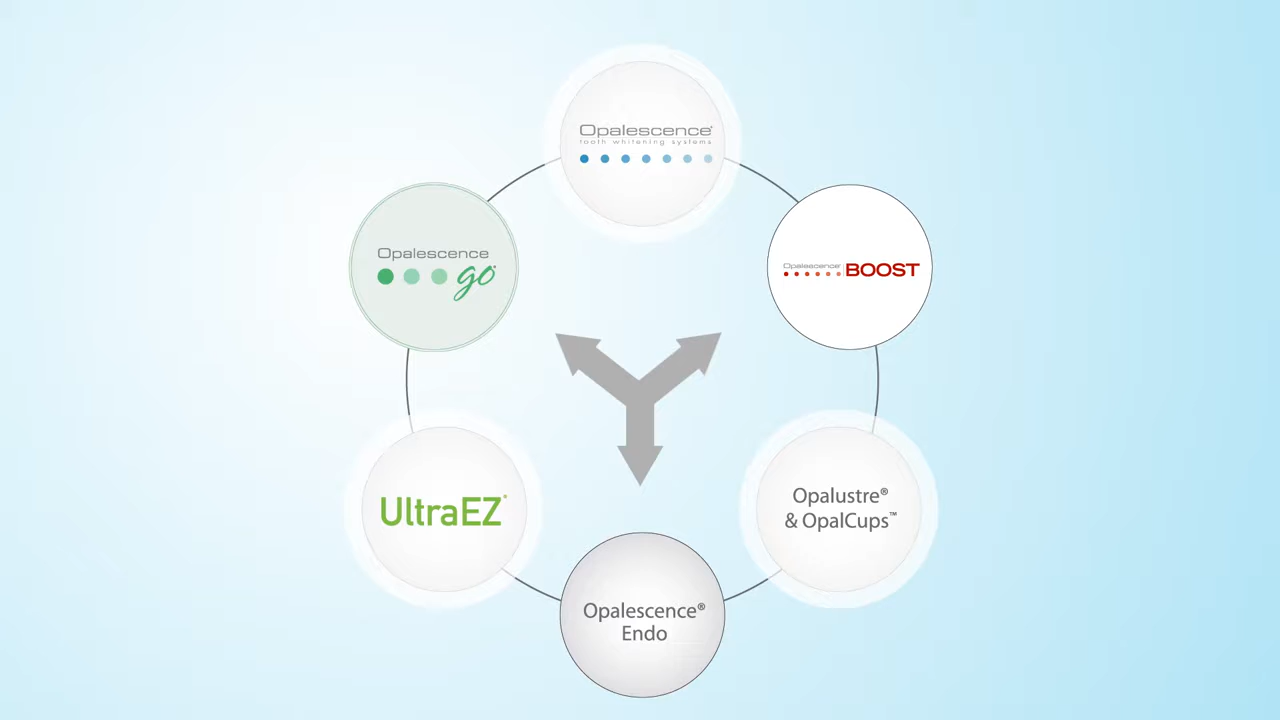 Opalescence®
tooth whitening systems
Opalescence
go®
Opalescence® BOOST
UltraEZ®
Opalustre®
& OpalCups™
Opalescence®
Endo